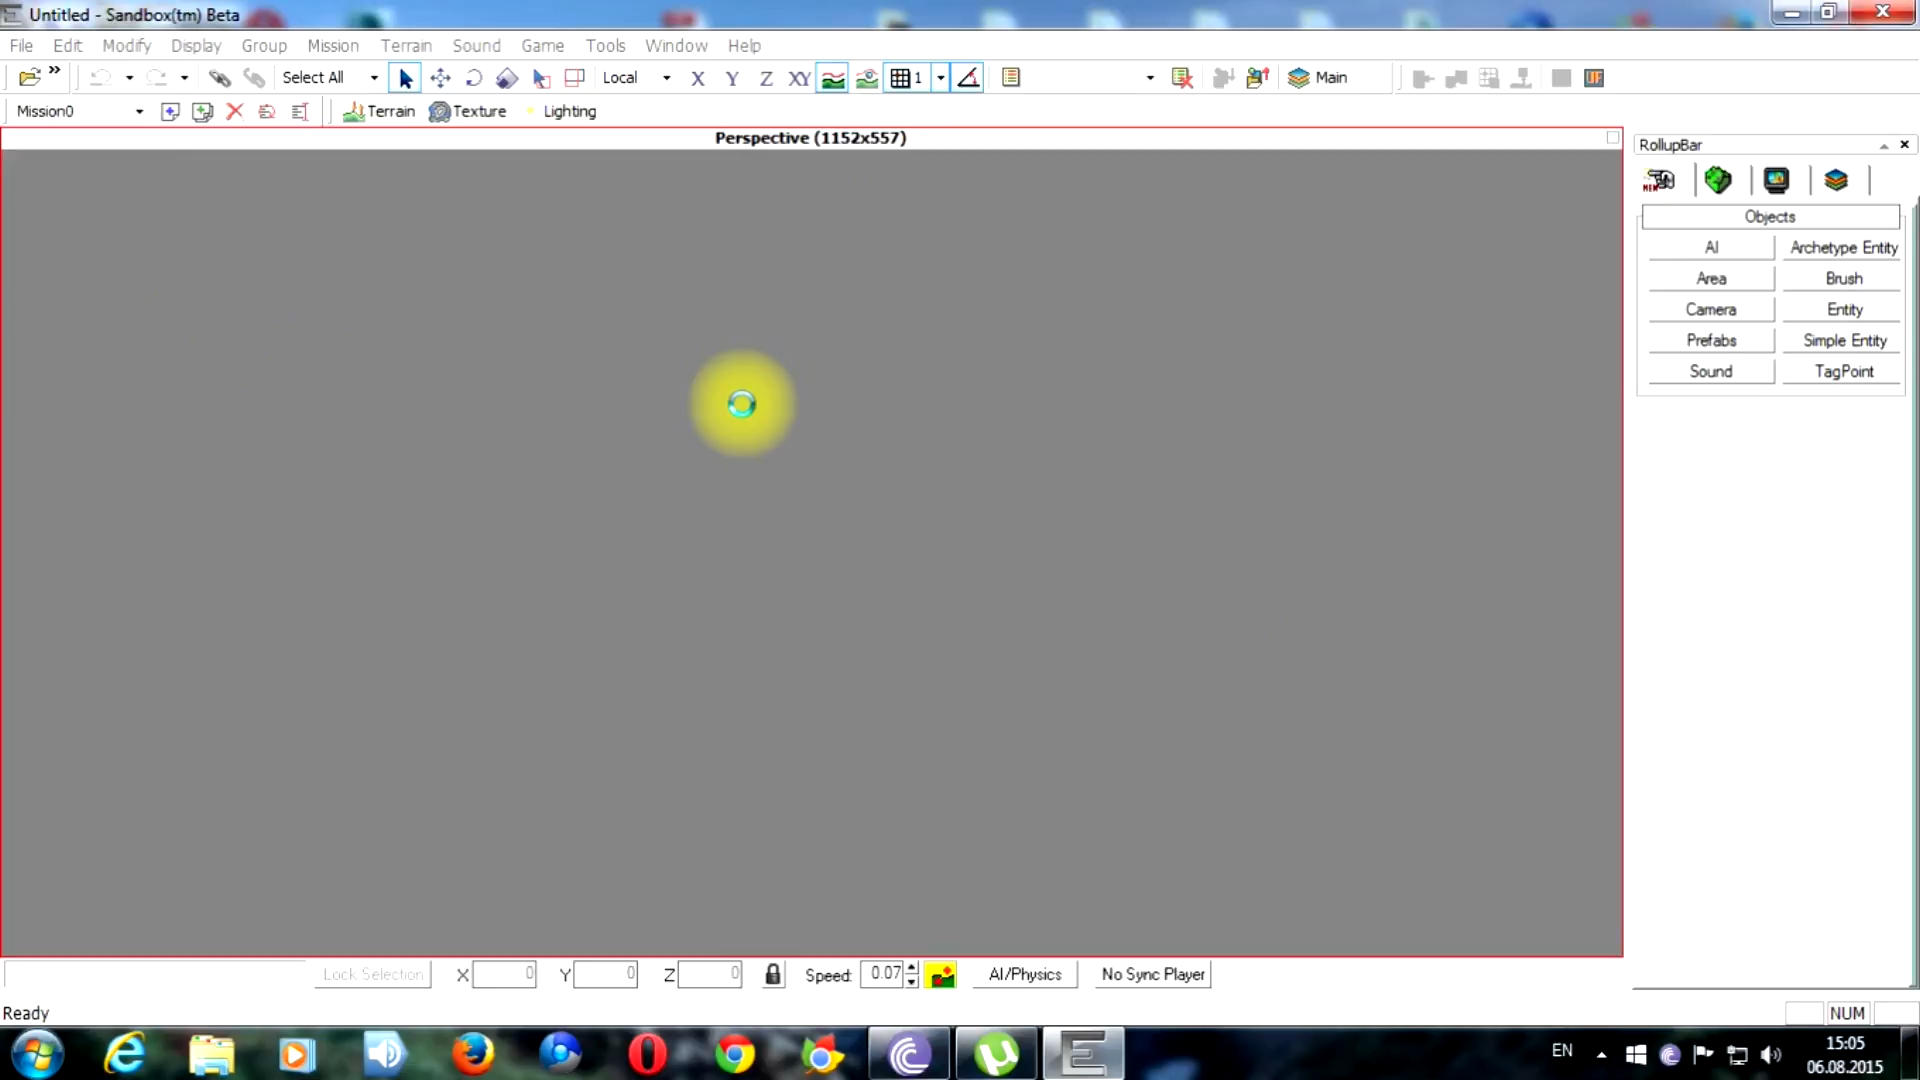 Untitled - Sandbox(tm) Beta
File Edit Modify Display Group Mission Terrain Sound Game Tools Window Help
Select All Local X Y Z XY 1 Main
Mission0 Terrain Texture Lighting
Perspective (1152x557)
RollupBar
NEW
Objects
AI Archetype Entity
Area Brush
Camera Entity
Prefabs Simple Entity
Sound TagPoint
Lock Selection X 0 Y 0 Z 0 Speed: 0.07 AI/Physics No Sync Player
Ready NUM
EN 15:05
06.08.2015